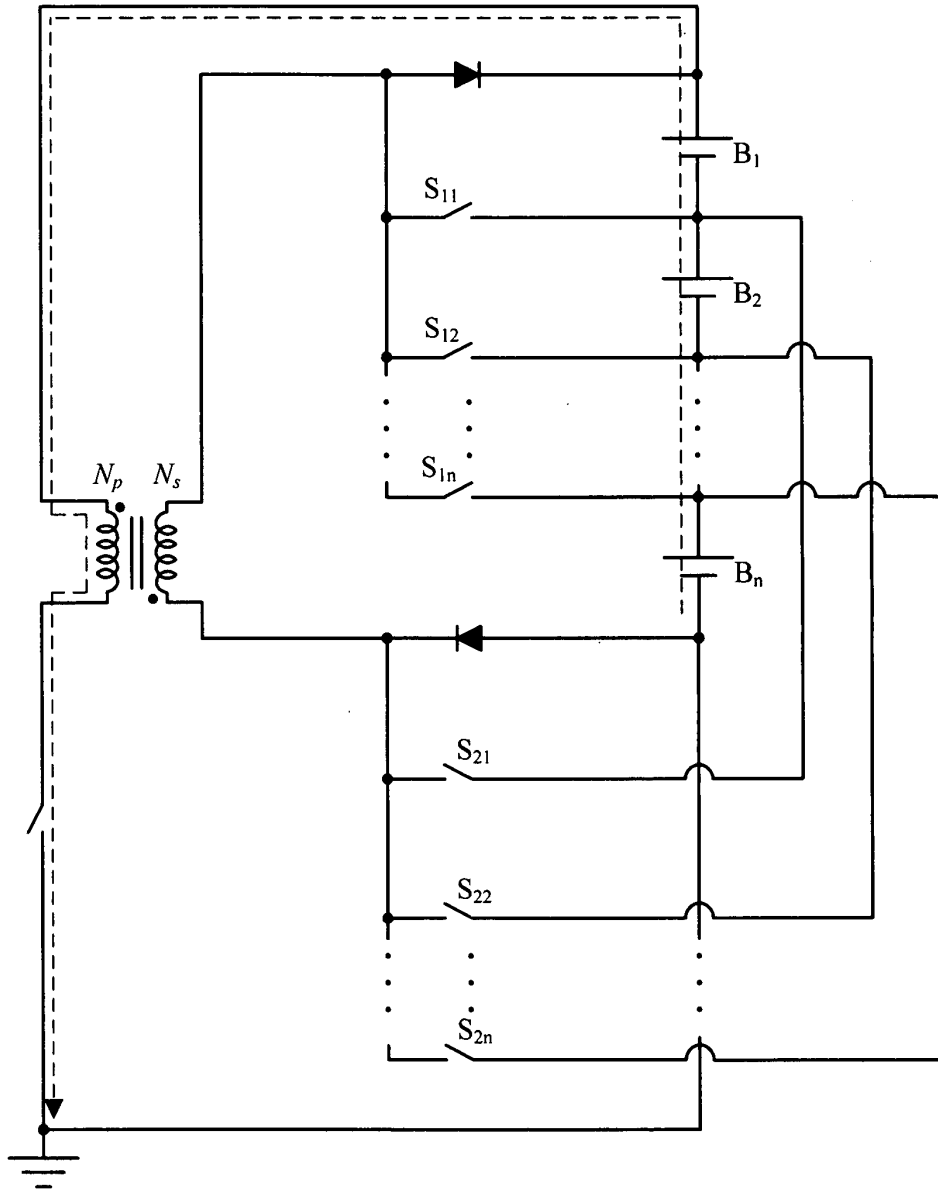 B₁
S₁₁
B₂
S₁₂
Nₚ Nₛ
S₁ₙ
Bₙ
S₂₁
S₂₂
S₂ₙ